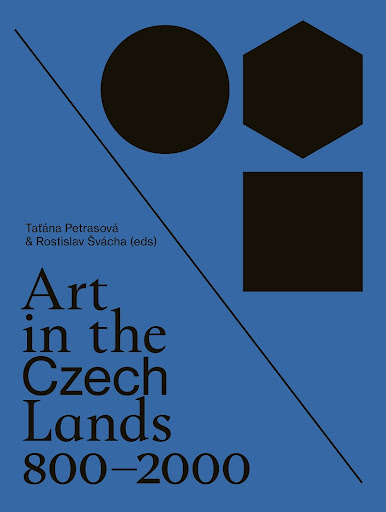 Taťána Petrasová
& Rostislav Švácha (eds)
Art
in the
Czech
Lands
800–2000